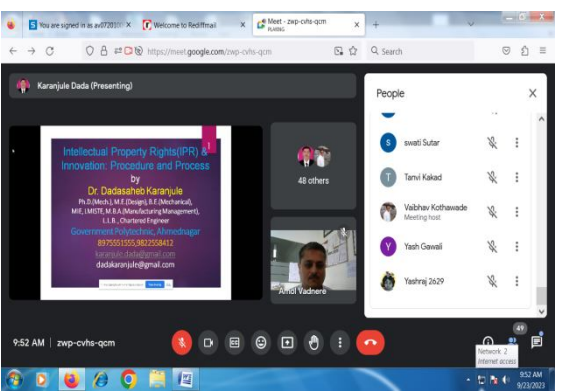 You are signed in as av072010
Welcome to Rediffmail
Meet - zwp-cvhs-qcm
PLAYING
https://meet.google.com/zwp-cvhs-qcm
Search
Karanjule Dada (Presenting)
1
Intellectual Property Rights(IPR) &
Innovation: Procedure and Process
by
Dr. Dadasaheb Karanjule
Ph.D.(Mech.), M.E.(Design), B.E.(Mechanical),
MIE, LMISTE, M.B.A.(Manufacturing Management),
L.L.B., Chartered Engineer
Government Polytechnic, Ahmednagar
8975551555,9822558412
karanjule.dada@gmail.com
dadakaranjule@gmail.com
48 others
Amol Vadnere
People
S
swati Sutar
T
Tanvi Kakad
Vaibhav Kothawade
Meeting host
Y
Yash Gawali
Yashraj 2629
9:52 AM | zwp-cvhs-qcm
49
Network 2
Internet access
9:52 AM
9/23/2023